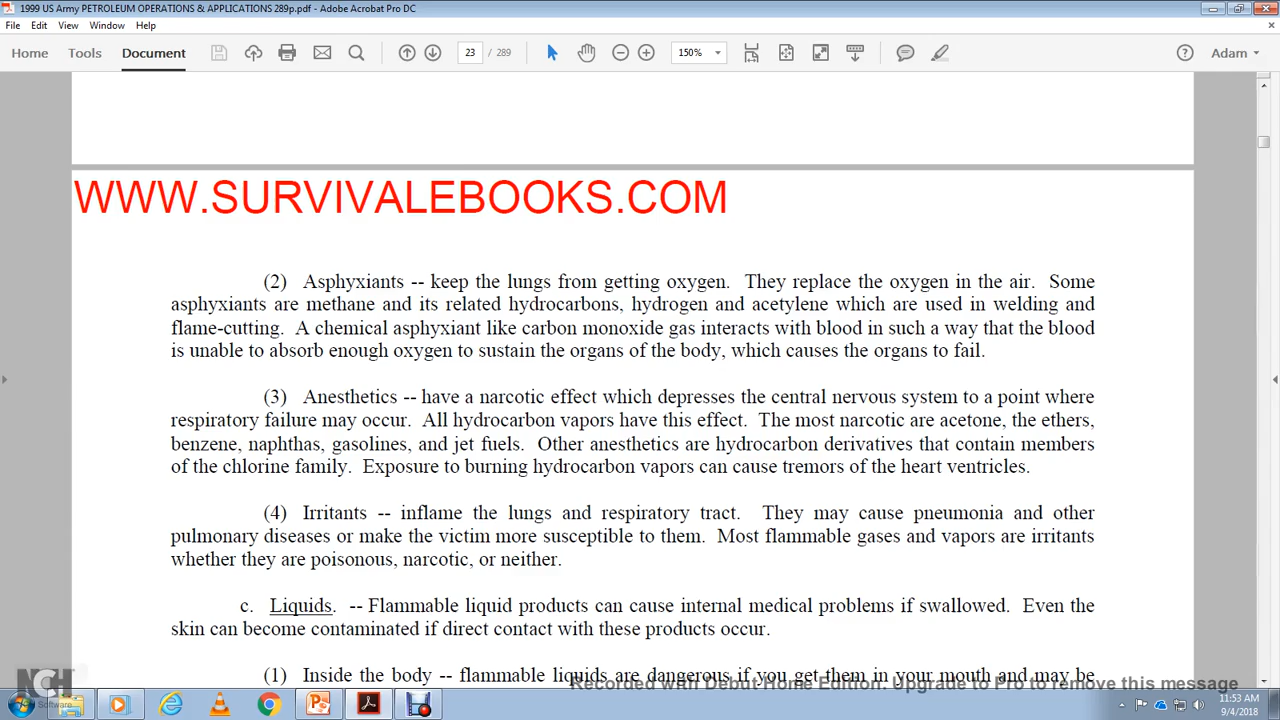 1999 US Army PETROLEUM OPERATIONS & APPLICATIONS 289p.pdf - Adobe Acrobat Pro DC
File Edit View Window Help
Home Tools Document 23 / 289 150% Adam
WWW.SURVIVALEBOOKS.COM
(2) Asphyxiants -- keep the lungs from getting oxygen. They replace the oxygen in the air. Some
asphyxiants are methane and its related hydrocarbons, hydrogen and acetylene which are used in welding and
flame-cutting. A chemical asphyxiant like carbon monoxide gas interacts with blood in such a way that the blood
is unable to absorb enough oxygen to sustain the organs of the body, which causes the organs to fail.
(3) Anesthetics -- have a narcotic effect which depresses the central nervous system to a point where
respiratory failure may occur. All hydrocarbon vapors have this effect. The most narcotic are acetone, the ethers,
benzene, naphthas, gasolines, and jet fuels. Other anesthetics are hydrocarbon derivatives that contain members
of the chlorine family. Exposure to burning hydrocarbon vapors can cause tremors of the heart ventricles.
(4) Irritants -- inflame the lungs and respiratory tract. They may cause pneumonia and other
pulmonary diseases or make the victim more susceptible to them. Most flammable gases and vapors are irritants
whether they are poisonous, narcotic, or neither.
c. Liquids. -- Flammable liquid products can cause internal medical problems if swallowed. Even the
skin can become contaminated if direct contact with these products occur.
(1) Inside the body -- flammable liquids are dangerous if you get them in your mouth and may be
Recorded with Debut Home Edition. Upgrade to Pro to remove this message
NCH Software
11:53 AM
9/4/2018